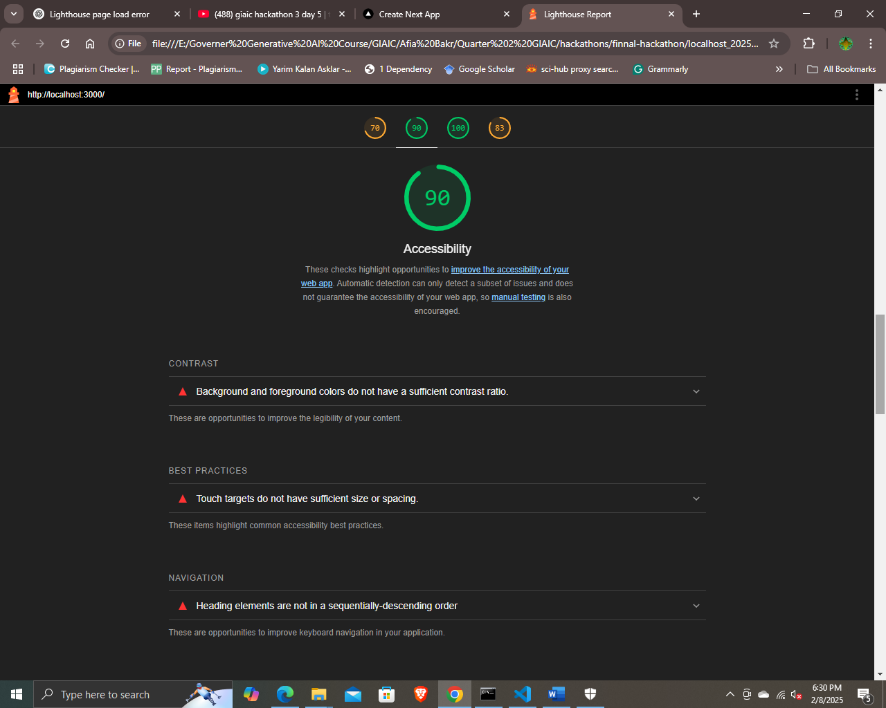 Lighthouse page load error
(488) giaic hackathon 3 day 5 |
Create Next App
Lighthouse Report
File
file:///E:/Governer%20Generative%20AI%20Course/GIAIC/Afia%20Bakr/Quarter%202%20GIAIC/hackathons/finnal-hackathon/localhost_2025...
Plagiarism Checker |...
Report - Plagiarism...
Yarim Kalan Asklar -...
1 Dependency
Google Scholar
sci-hub proxy searc...
Grammarly
»
All Bookmarks
http://localhost:3000/
70
90
100
83
90
Accessibility
These checks highlight opportunities to improve the accessibility of your
web app. Automatic detection can only detect a subset of issues and does
not guarantee the accessibility of your web app, so manual testing is also
encouraged.
CONTRAST
Background and foreground colors do not have a sufficient contrast ratio.
These are opportunities to improve the legibility of your content.
BEST PRACTICES
Touch targets do not have sufficient size or spacing.
These items highlight common accessibility best practices.
NAVIGATION
Heading elements are not in a sequentially-descending order
These are opportunities to improve keyboard navigation in your application.
Type here to search
6:30 PM
2/8/2025
5